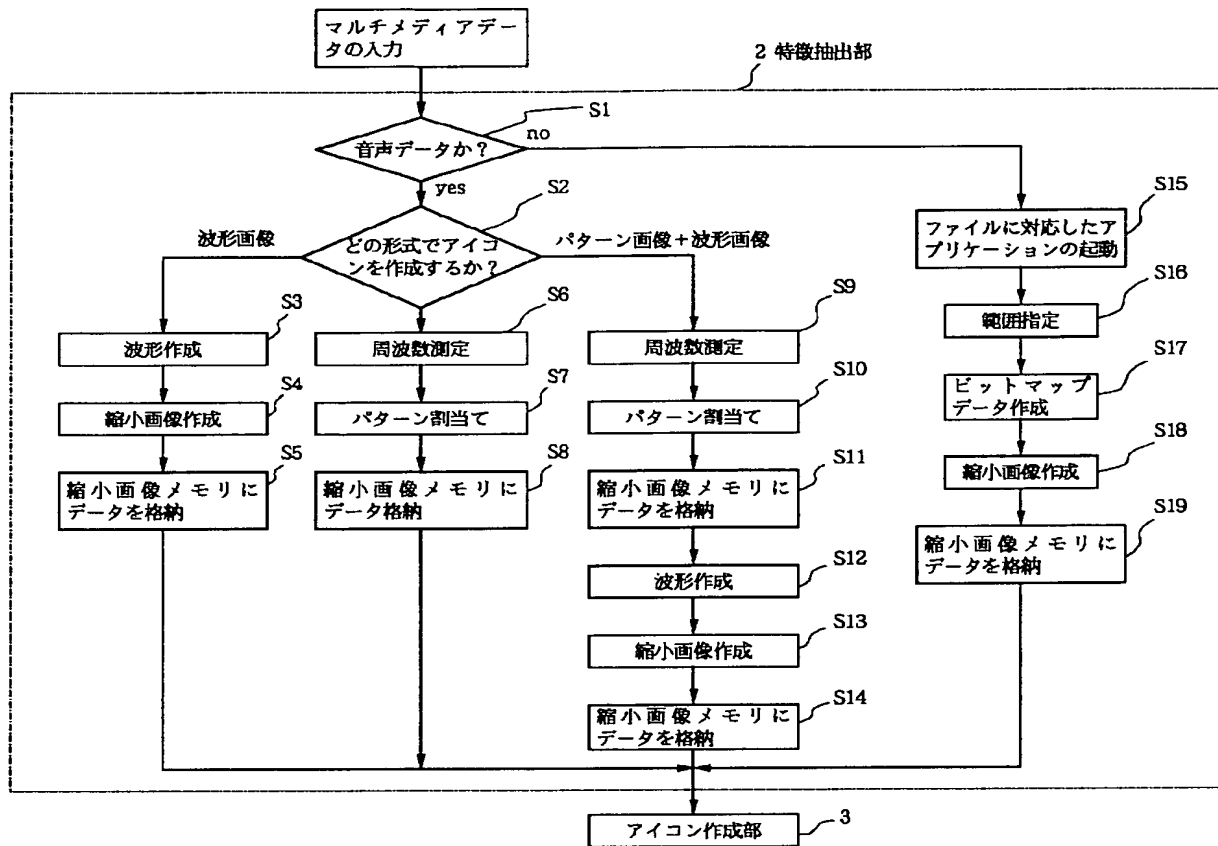 マルチメディアデー
タの入力
2 特徴抽出部
S1
音声データか？
no
yes
S2
どの形式でアイコ
ンを作成するか？
波形画像
パターン画像＋波形画像
S3
波形作成
S4
縮小画像作成
S5
縮小画像メモリに
データを格納
S6
周波数測定
S7
パターン割当て
S8
縮小画像メモリに
データ格納
S9
周波数測定
S10
パターン割当て
S11
縮小画像メモリに
データを格納
S12
波形作成
S13
縮小画像作成
S14
縮小画像メモリに
データを格納
S15
ファイルに対応したア
プリケーションの起動
S16
範囲指定
S17
ビットマップ
データ作成
S18
縮小画像作成
S19
縮小画像メモリに
データを格納
アイコン作成部
3